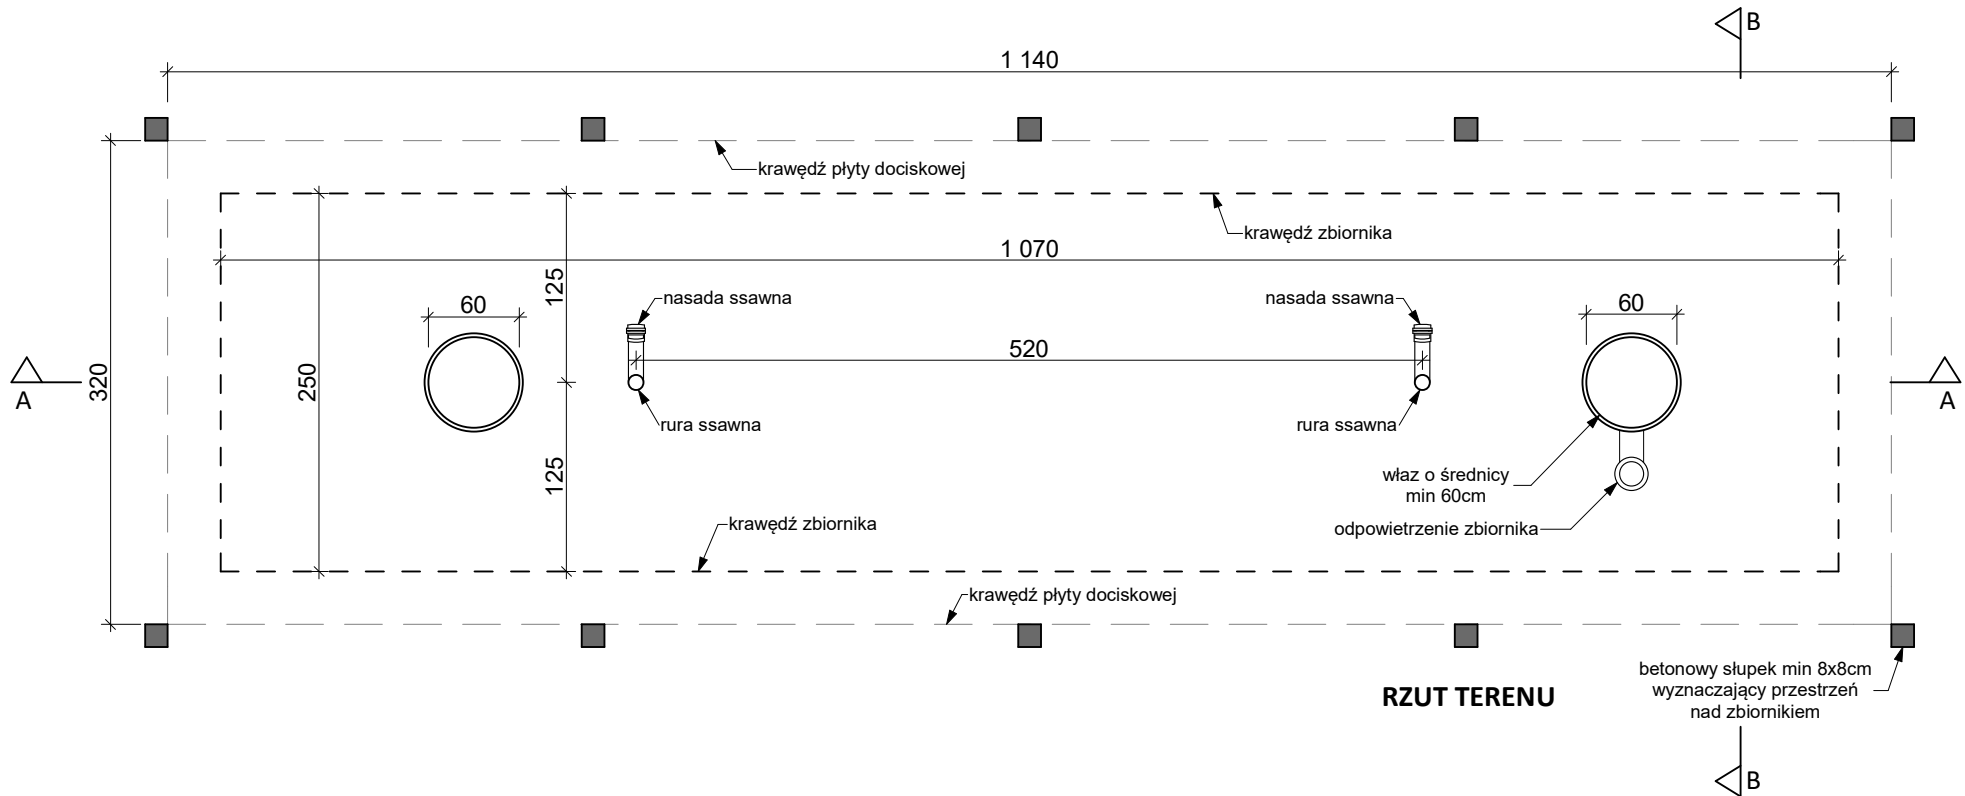 B
1 140
krawędź płyty dociskowej
krawędź zbiornika
1 070
125
nasada ssawna
nasada ssawna
60
60
520
320
250
A
A
rura ssawna
rura ssawna
125
właz o średnicy
min 60cm
krawędź zbiornika
odpowietrzenie zbiornika
krawędź płyty dociskowej
RZUT TERENU
betonowy słupek min 8x8cm
wyznaczający przestrzeń
nad zbiornikiem
B